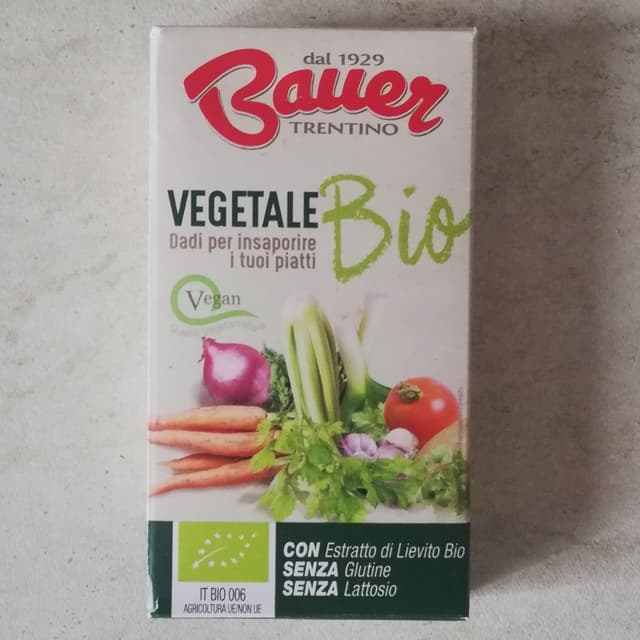 dal 1929
Bauer
TRENTINO
VEGETALE Bio
Dadi per insaporire
i tuoi piatti
Vegan
CON Estratto di Lievito Bio
SENZA Glutine
SENZA Lattosio
IT BIO 006
AGRICOLTURA UE/NON UE